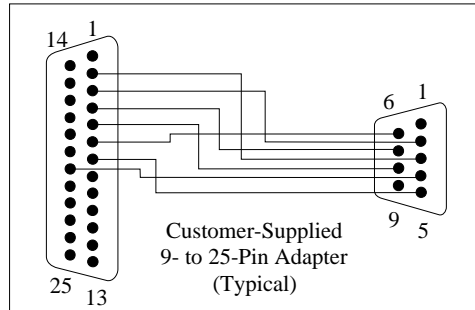 14 1
6 1
9 5
Customer-Supplied
9- to 25-Pin Adapter
(Typical)
25 13